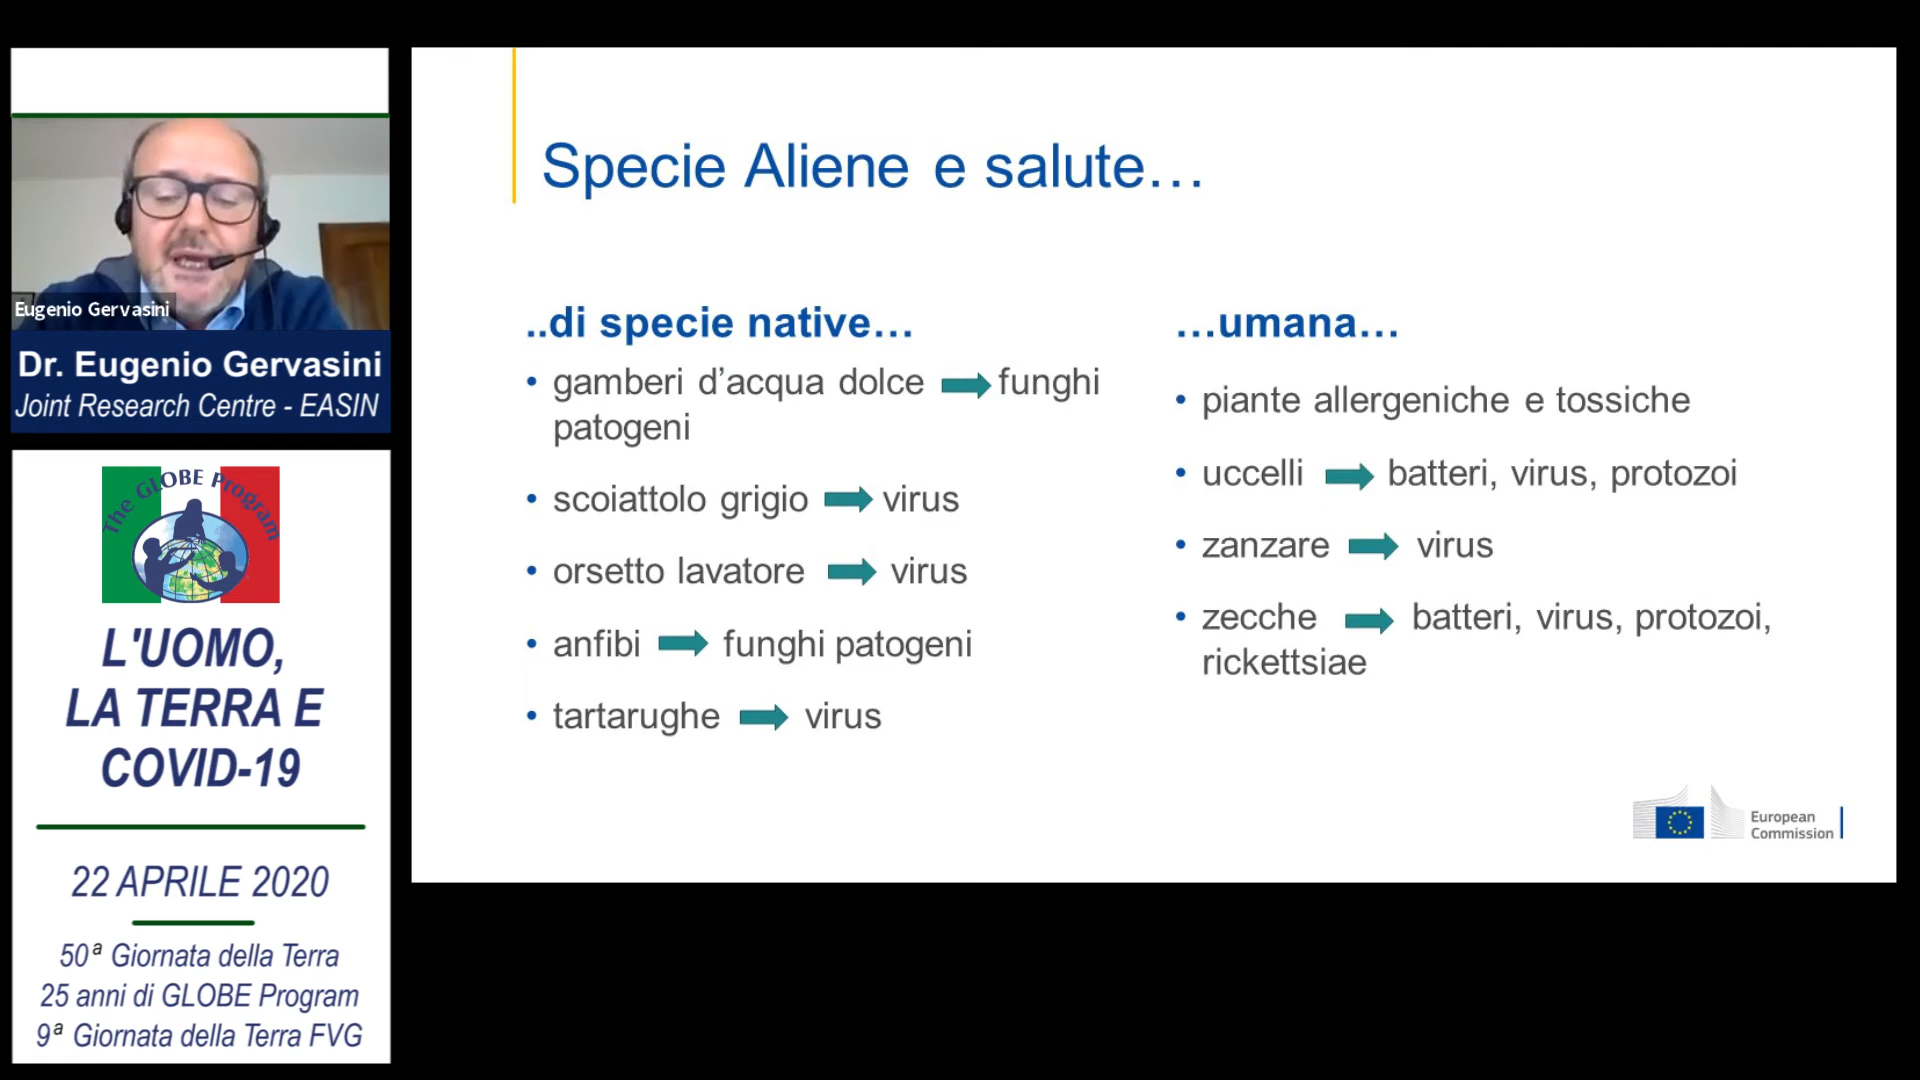 Eugenio Gervasini
Dr. Eugenio Gervasini
Joint Research Centre - EASIN
The GLOBE Program
L'UOMO,
LA TERRA E
COVID-19
22 APRILE 2020
50ª Giornata della Terra
25 anni di GLOBE Program
9ª Giornata della Terra FVG
Specie Aliene e salute…
..di specie native…
• gamberi d’acqua dolce funghi
patogeni
• scoiattolo grigio virus
• orsetto lavatore virus
• anfibi funghi patogeni
• tartarughe virus
…umana…
• piante allergeniche e tossiche
• uccelli batteri, virus, protozoi
• zanzare virus
• zecche batteri, virus, protozoi,
rickettsiae
European
Commission